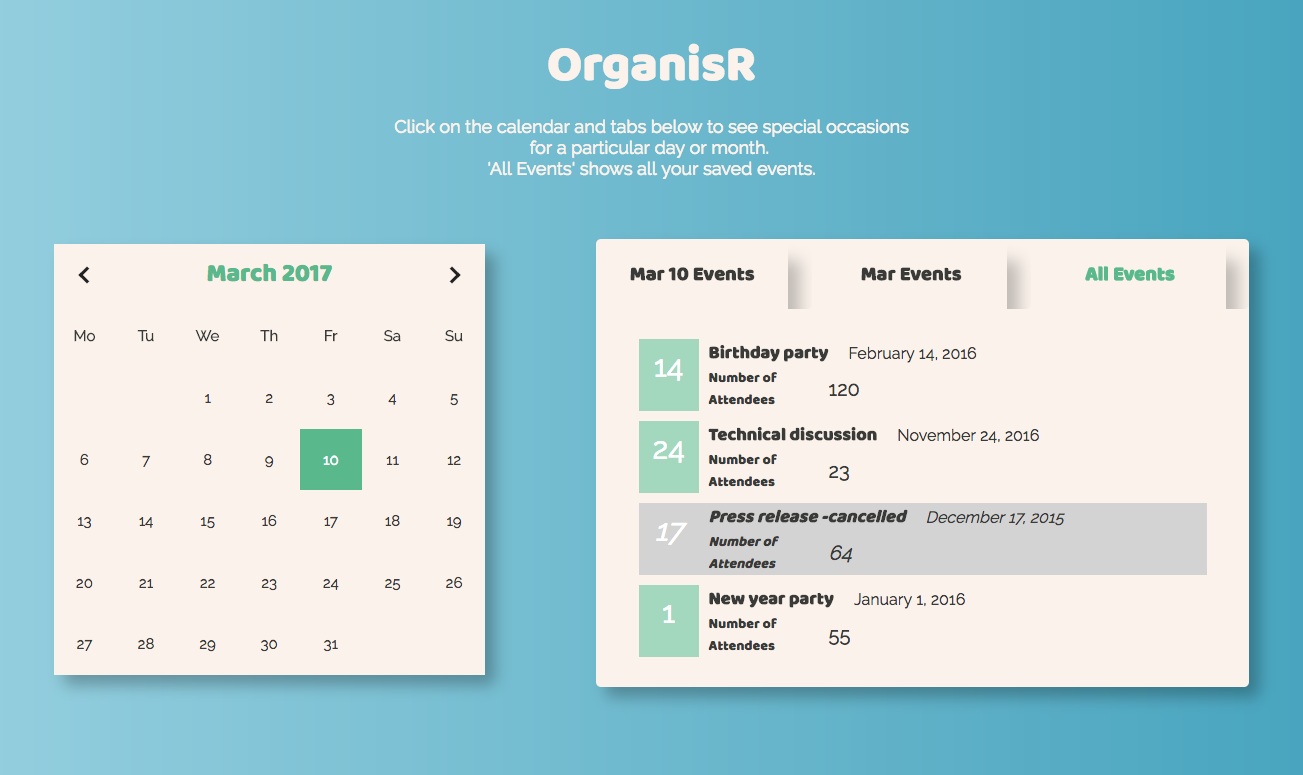 OrganisR
Click on the calendar and tabs below to see special occasions
for a particular day or month.
'All Events' shows all your saved events.
March 2017
Mo Tu We Th Fr Sa Su
1 2 3 4 5
6 7 8 9 10 11 12
13 14 15 16 17 18 19
20 21 22 23 24 25 26
27 28 29 30 31
Mar 10 Events Mar Events All Events
14 Birthday party February 14, 2016
Number of
Attendees 120
24 Technical discussion November 24, 2016
Number of
Attendees 23
17 Press release -cancelled December 17, 2015
Number of
Attendees 64
1 New year party January 1, 2016
Number of
Attendees 55